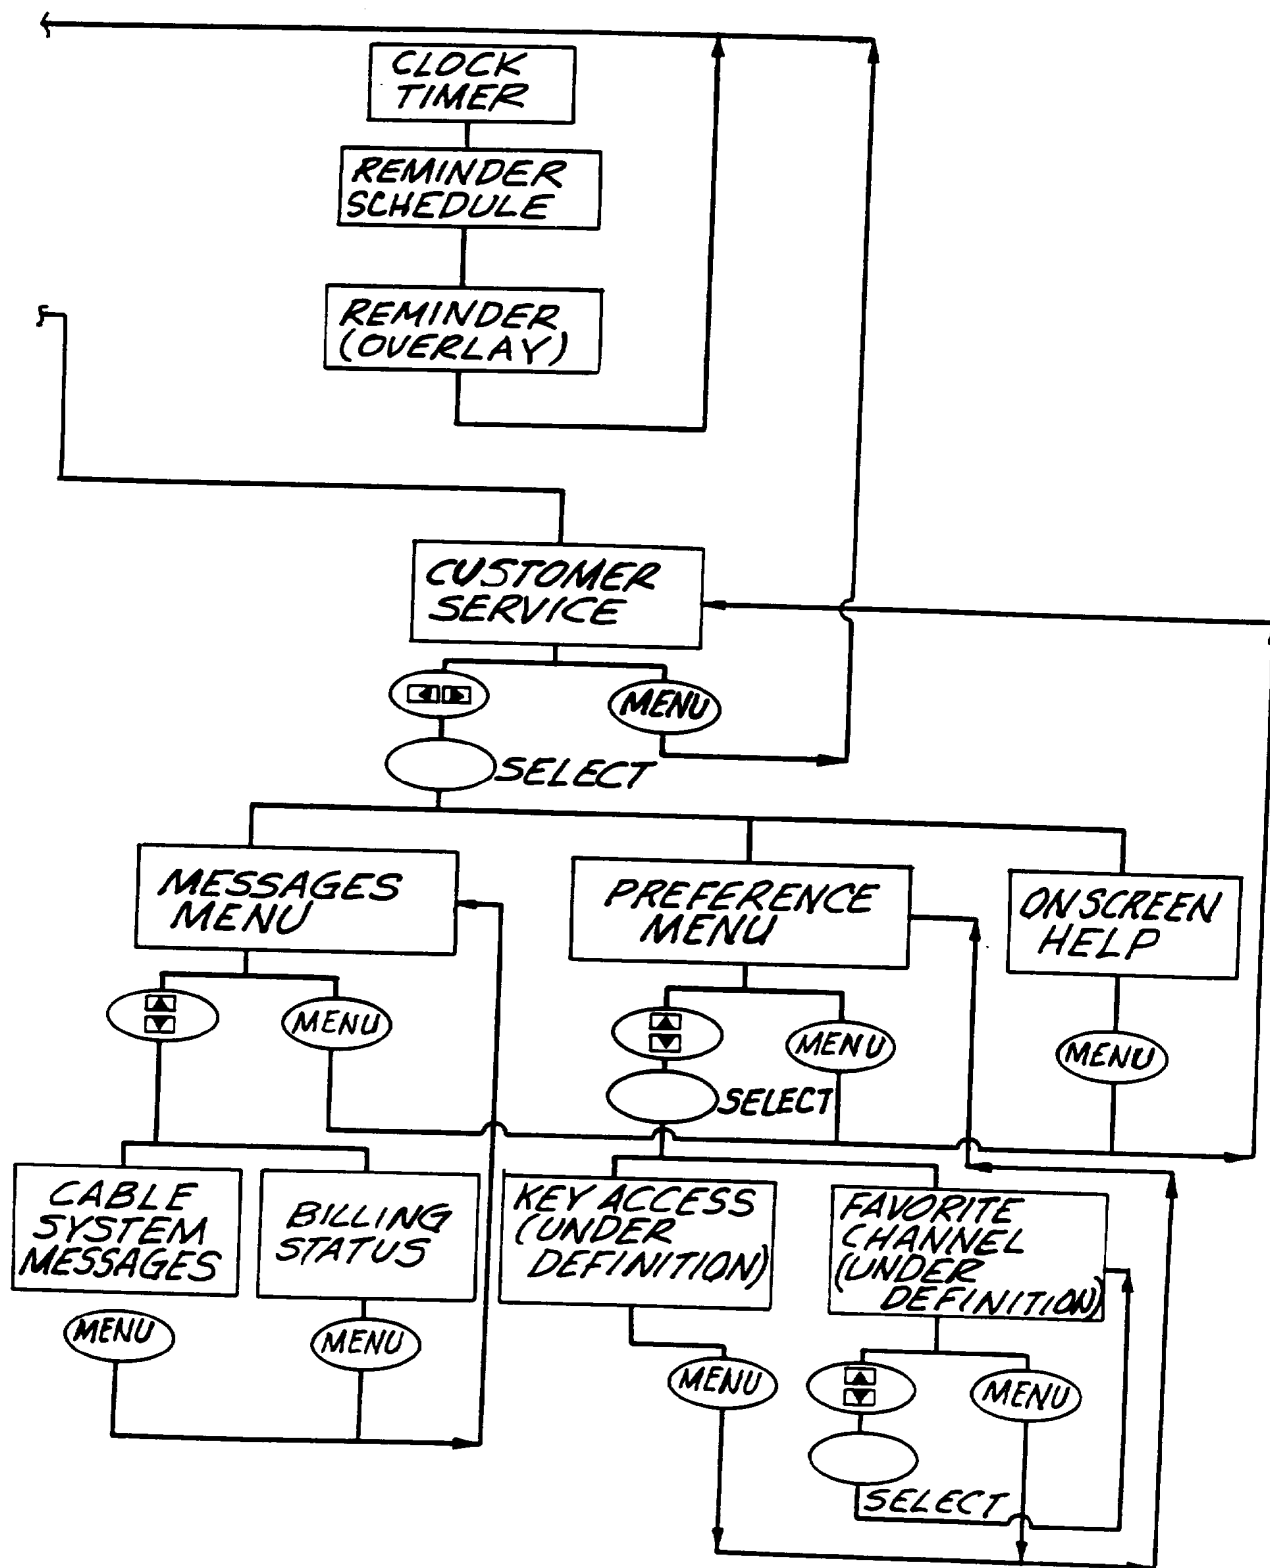 CLOCK
TIMER
REMINDER
SCHEDULE
REMINDER
(OVERLAY)
CUSTOMER
SERVICE
MENU
SELECT
MESSAGES
MENU
PREFERENCE
MENU
ON SCREEN
HELP
MENU
MENU
MENU
SELECT
CABLE
SYSTEM
MESSAGES
BILLING
STATUS
KEY ACCESS
(UNDER
DEFINITION)
FAVORITE
CHANNEL
(UNDER
DEFINITION)
MENU
MENU
MENU
MENU
SELECT